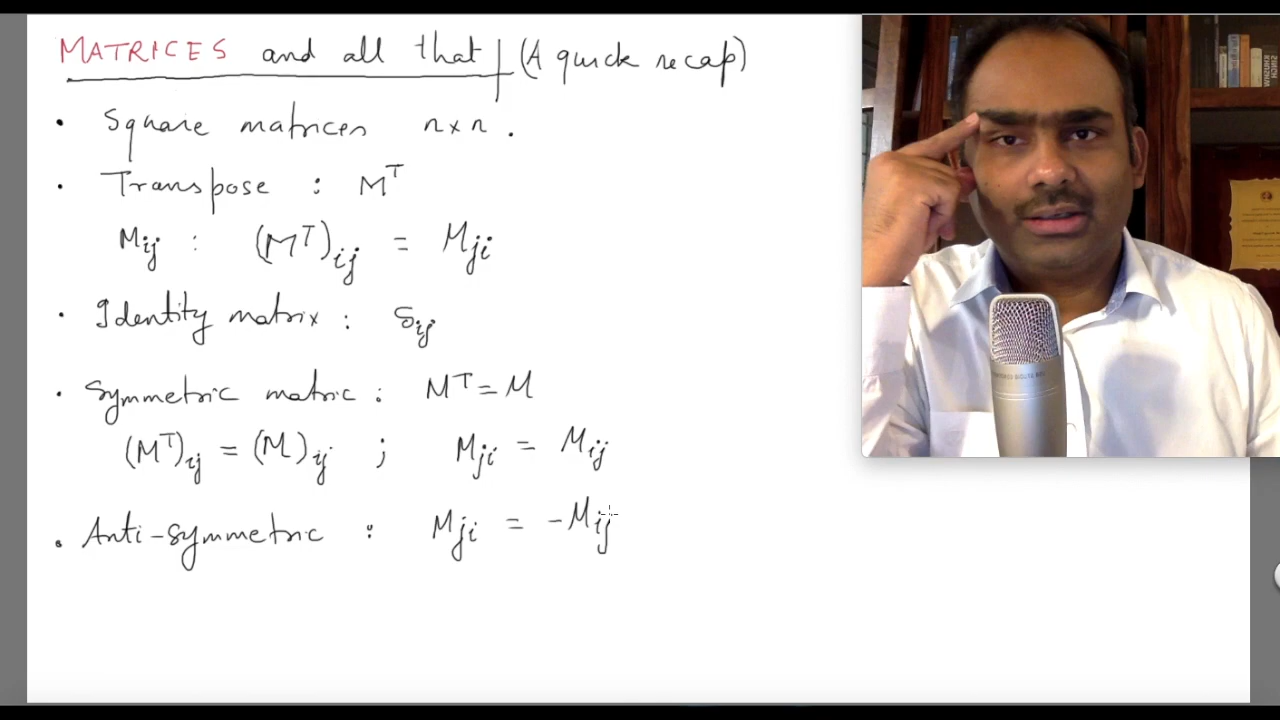 MATRICES and all that (A quick recap)
• Square matrices n x n .
• Transpose : Mᵀ
Mij : (Mᵀ)ij = Mji
• Identity matrix : δij
• Symmetric matric : Mᵀ = M
(Mᵀ)ij = (M)ij ; Mji = Mij
• Anti-symmetric : Mji = -Mij